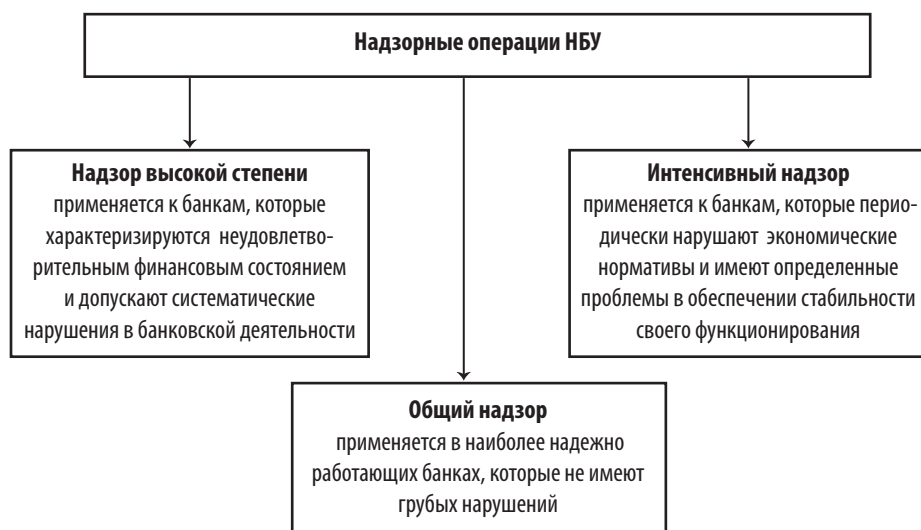 Надзорные операции НБУ
Надзор высокой степени
применяется к банкам, которые
характеризируются неудовлетво-
рительным финансовым состоянием
и допускают систематические
нарушения в банковской деятельности
Интенсивный надзор
применяется к банкам, которые перио-
дически нарушают экономические
нормативы и имеют определенные
проблемы в обеспечении стабильности
своего функционирования
Общий надзор
применяется в наиболее надежно
работающих банках, которые не имеют
грубых нарушений